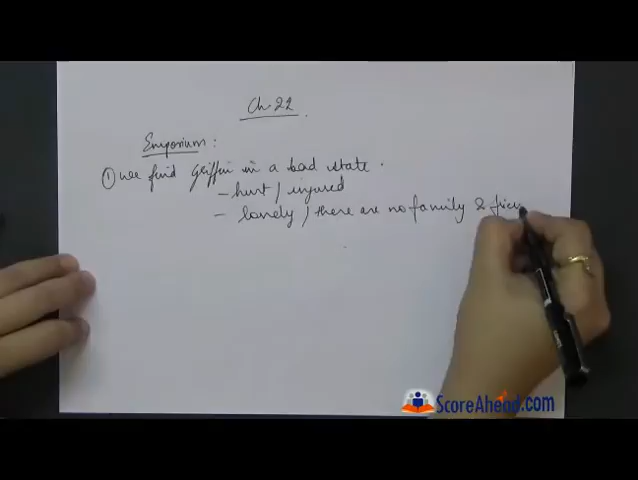 Ch. 22
Emporium:
① we find Griffin in a bad state.
- hurt / injured
- lonely / there are no family &
ScoreAhead.com